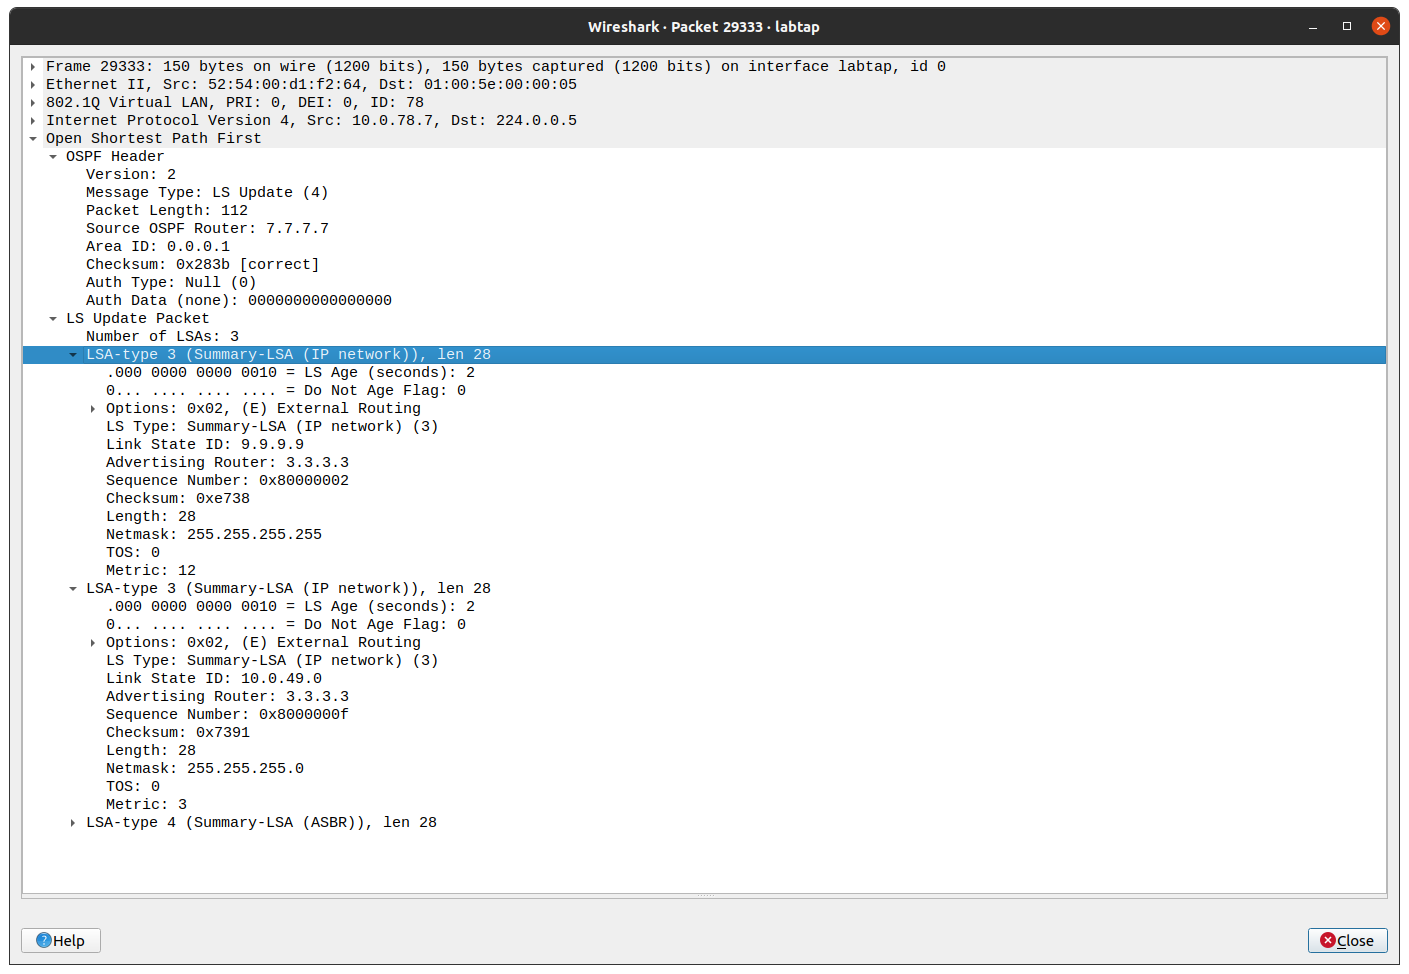 Wireshark · Packet 29333 · labtap
Frame 29333: 150 bytes on wire (1200 bits), 150 bytes captured (1200 bits) on interface labtap, id 0
Ethernet II, Src: 52:54:00:d1:f2:64, Dst: 01:00:5e:00:00:05
802.1Q Virtual LAN, PRI: 0, DEI: 0, ID: 78
Internet Protocol Version 4, Src: 10.0.78.7, Dst: 224.0.0.5
Open Shortest Path First
OSPF Header
Version: 2
Message Type: LS Update (4)
Packet Length: 112
Source OSPF Router: 7.7.7.7
Area ID: 0.0.0.1
Checksum: 0x283b [correct]
Auth Type: Null (0)
Auth Data (none): 0000000000000000
LS Update Packet
Number of LSAs: 3
LSA-type 3 (Summary-LSA (IP network)), len 28
.000 0000 0000 0010 = LS Age (seconds): 2
0... .... .... .... = Do Not Age Flag: 0
Options: 0x02, (E) External Routing
LS Type: Summary-LSA (IP network) (3)
Link State ID: 9.9.9.9
Advertising Router: 3.3.3.3
Sequence Number: 0x80000002
Checksum: 0xe738
Length: 28
Netmask: 255.255.255.255
TOS: 0
Metric: 12
LSA-type 3 (Summary-LSA (IP network)), len 28
.000 0000 0000 0010 = LS Age (seconds): 2
0... .... .... .... = Do Not Age Flag: 0
Options: 0x02, (E) External Routing
LS Type: Summary-LSA (IP network) (3)
Link State ID: 10.0.49.0
Advertising Router: 3.3.3.3
Sequence Number: 0x8000000f
Checksum: 0x7391
Length: 28
Netmask: 255.255.255.0
TOS: 0
Metric: 3
LSA-type 4 (Summary-LSA (ASBR)), len 28
Help
Close